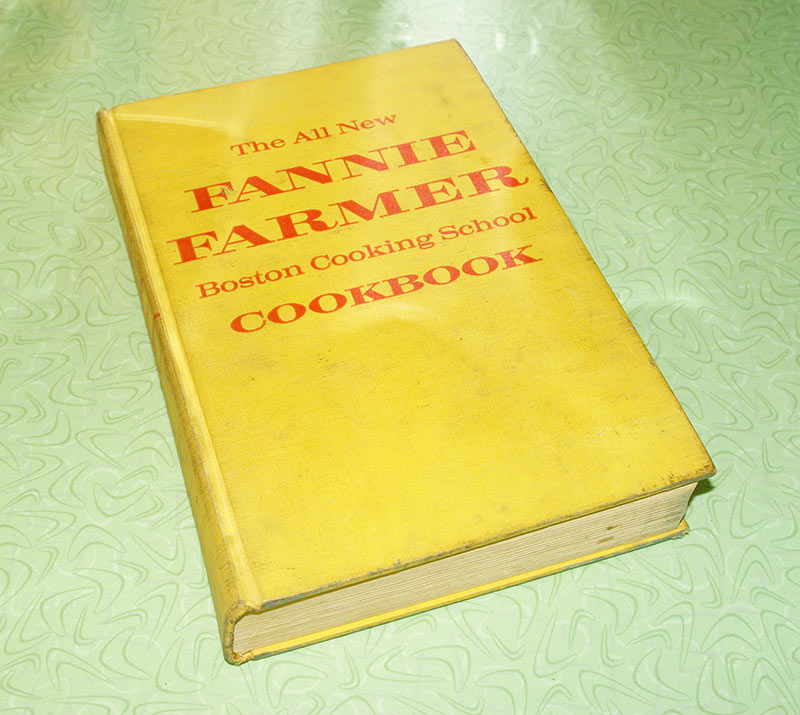 The All New
FANNIE
FARMER
Boston Cooking School
COOKBOOK